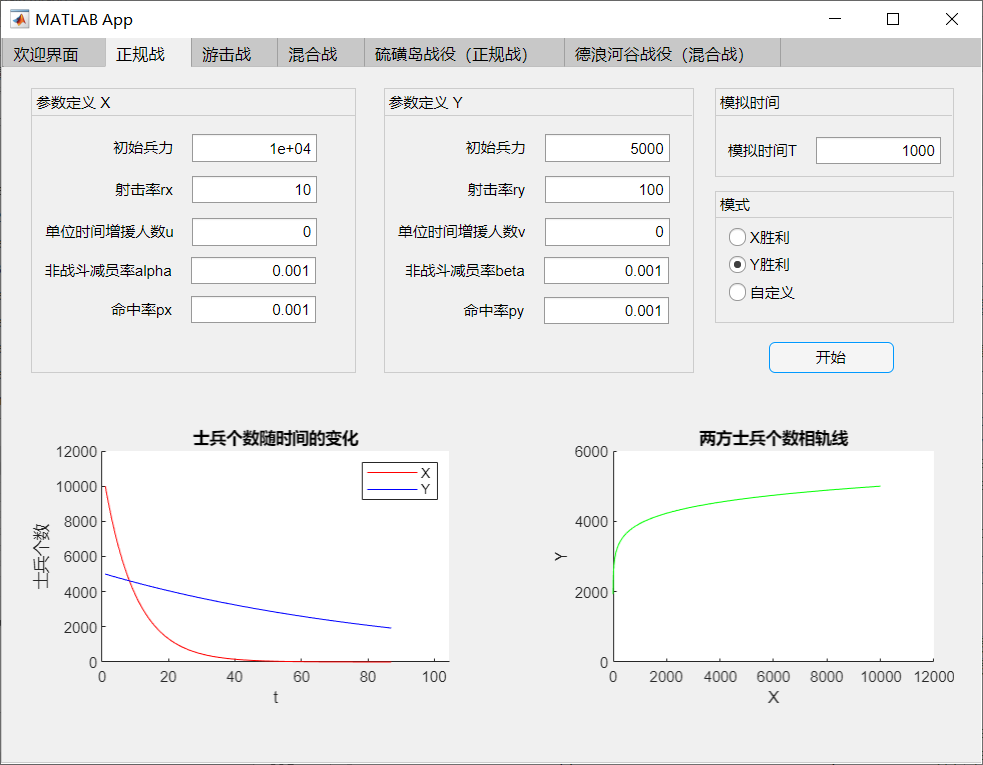 MATLAB App
欢迎界面 正规战 游击战 混合战 硫磺岛战役（正规战） 德浪河谷战役（混合战）
参数定义 X
初始兵力 1e+04
射击率rx 10
单位时间增援人数u 0
非战斗减员率alpha 0.001
命中率px 0.001
参数定义 Y
初始兵力 5000
射击率ry 100
单位时间增援人数v 0
非战斗减员率beta 0.001
命中率py 0.001
模拟时间
模拟时间T 1000
模式
X胜利
Y胜利
自定义
开始
士兵个数随时间的变化
12000
10000
8000
6000
4000
2000
0
士兵个数
X
Y
0 20 40 60 80 100
t
两方士兵个数相轨线
6000
4000
2000
0
Y
0 2000 4000 6000 8000 10000 12000
X